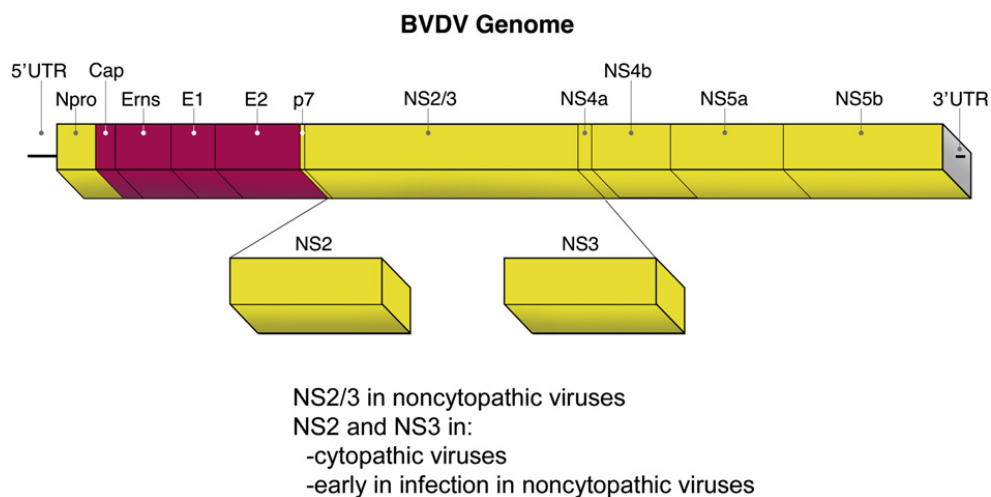 BVDV Genome
5'UTR Cap NS4b
Npro Erns E1 E2 p7 NS2/3 NS4a NS5a NS5b 3'UTR
NS2 NS3
NS2/3 in noncytopathic viruses
NS2 and NS3 in:
-cytopathic viruses
-early in infection in noncytopathic viruses